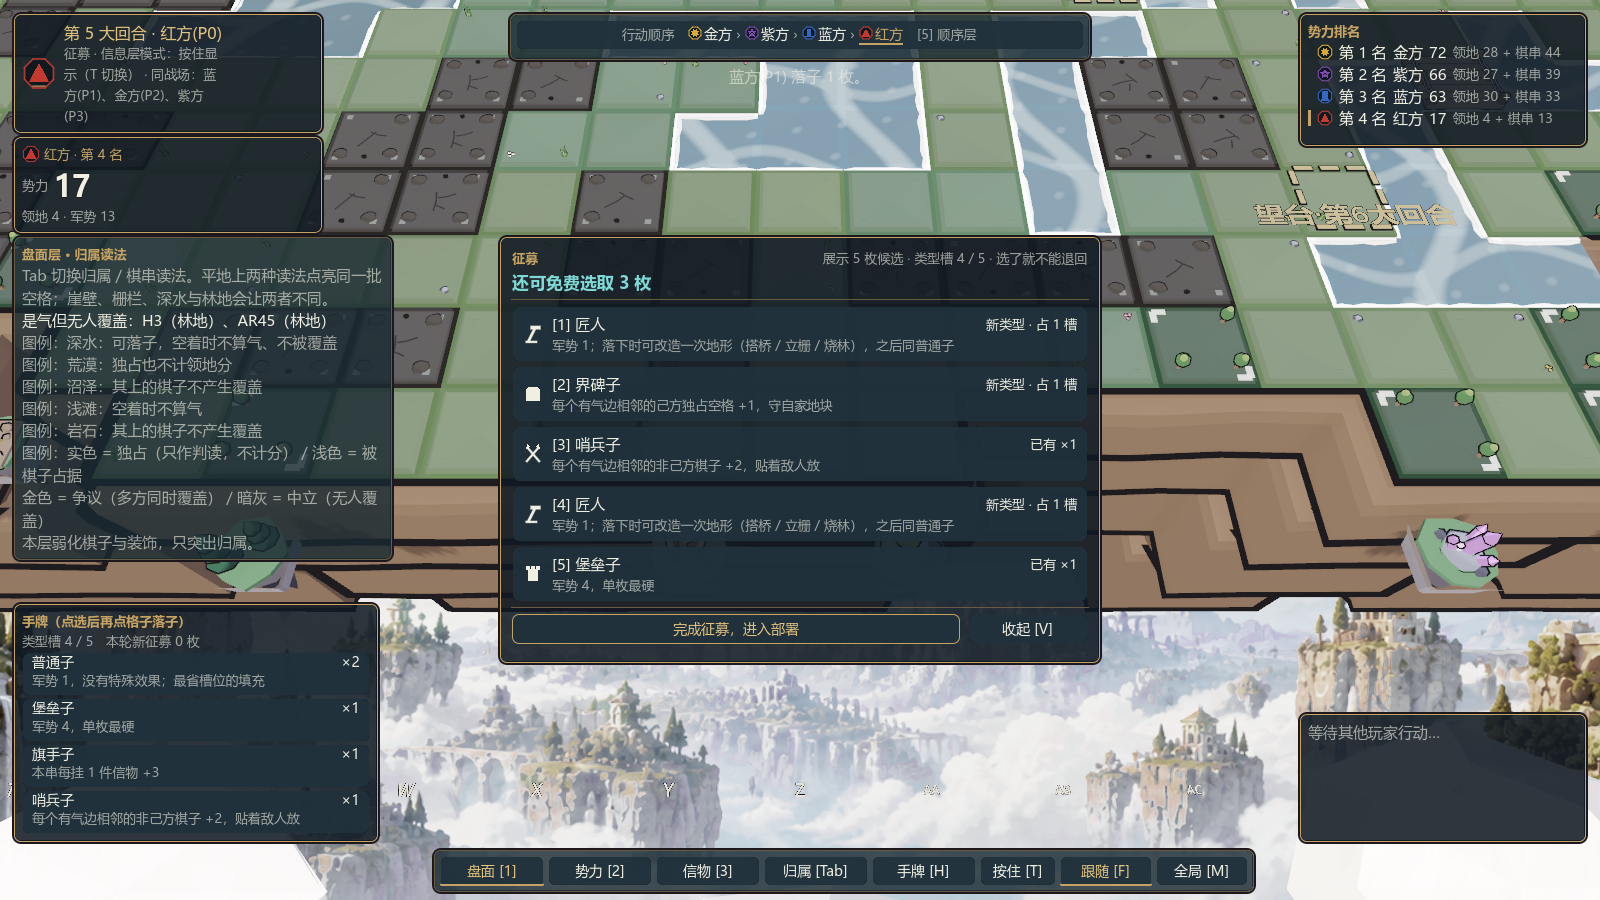 第 5 大回合 · 红方(P0)
征募 · 信息层模式：按住显
示（T 切换） · 同战场：蓝
方(P1)、金方(P2)、紫方
(P3)
红方 · 第 4 名
势力 17
领地 4 · 军势 13
盘面层 · 归属读法
Tab 切换归属 / 棋串读法。平地上两种读法点亮同一批
空格；崖壁、栅栏、深水与林地会让两者不同。
是气但无人覆盖：H3（林地）、AR45（林地）
图例：深水：可落子，空着时不算气、不被覆盖
图例：荒漠：独占也不计领地分
图例：沼泽：其上的棋子不产生覆盖
图例：浅滩：空着时不算气
图例：岩石：其上的棋子不产生覆盖
图例：实色 = 独占（只作判读，不计分） / 浅色 = 被
棋子占据
金色 = 争议（多方同时覆盖） / 暗灰 = 中立（无人覆
盖）
本层弱化棋子与装饰，只突出归属。
手牌（点选后再点格子落子）
类型槽 4 / 5 本轮新征募 0 枚
普通子 ×2
军势 1，没有特殊效果；最省槽位的填充
堡垒子 ×1
军势 4，单枚最硬
旗手子 ×1
本串每挂 1 件信物 +3
哨兵子 ×1
每个有气边相邻的非己方棋子 +2，贴着敌人放
行动顺序 金方 › 紫方 › 蓝方 › 红方 [5] 顺序层
蓝方(P1) 落子 1 枚。
征募 展示 5 枚候选 · 类型槽 4 / 5 · 选了就不能退回
还可免费选取 3 枚
[1] 匠人 新类型 · 占 1 槽
军势 1；落下时可改造一次地形（搭桥 / 立栅 / 烧林），之后同普通子
[2] 界碑子 新类型 · 占 1 槽
每个有气边相邻的己方独占空格 +1，守自家地块
[3] 哨兵子 已有 ×1
每个有气边相邻的非己方棋子 +2，贴着敌人放
[4] 匠人 新类型 · 占 1 槽
军势 1；落下时可改造一次地形（搭桥 / 立栅 / 烧林），之后同普通子
[5] 堡垒子 已有 ×1
军势 4，单枚最硬
完成征募，进入部署 收起 [V]
势力排名
第 1 名 金方 72 领地 28 + 棋串 44
第 2 名 紫方 66 领地 27 + 棋串 39
第 3 名 蓝方 63 领地 30 + 棋串 33
第 4 名 红方 17 领地 4 + 棋串 13
望台·第6大回合
等待其他玩家行动...
W X Y Z AA AB AC
盘面 [1] 势力 [2] 信物 [3] 归属 [Tab] 手牌 [H] 按住 [T] 跟随 [F] 全局 [M]